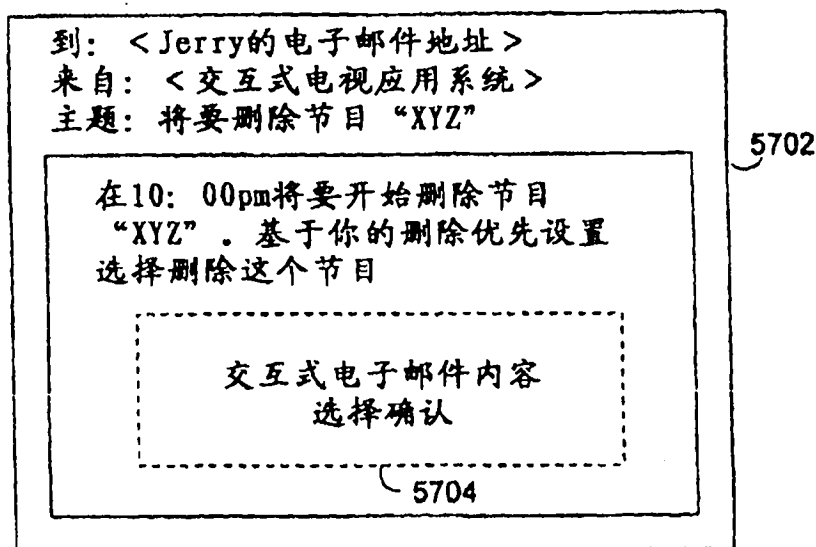 到：＜Jerry的电子邮件地址＞
来自：＜交互式电视应用系统＞
主题：将要删除节目“XYZ”
5702
在10：00pm将要开始删除节目
“XYZ”．基于你的删除优先设置
选择删除这个节目
交互式电子邮件内容
选择确认
5704